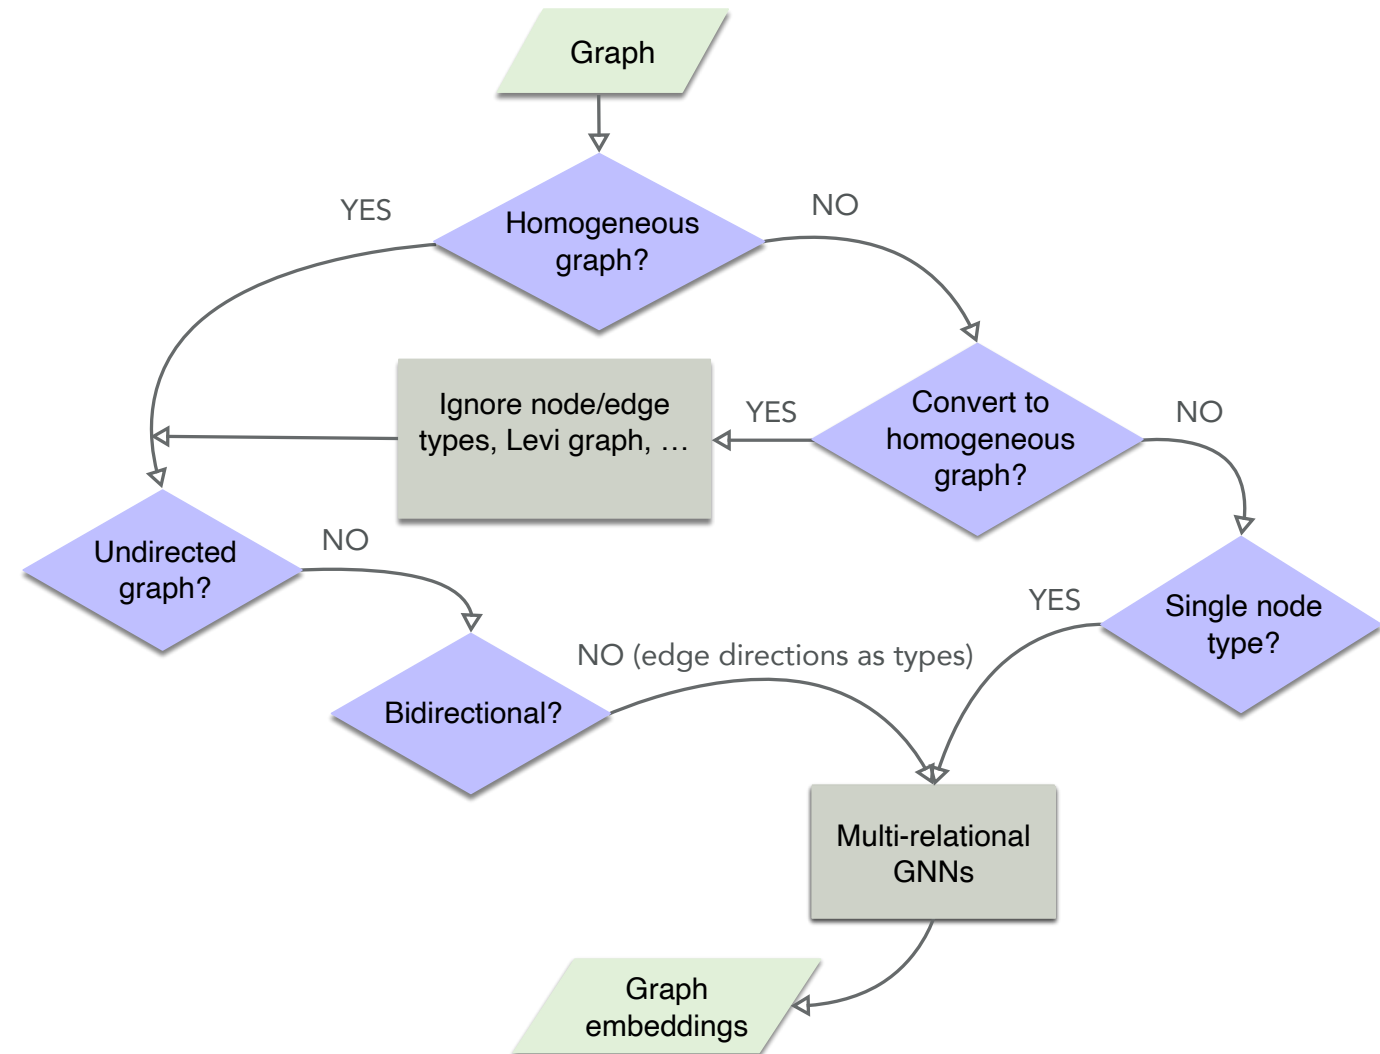 Graph
YES
NO
Homogeneous
graph?
Ignore node/edge
types, Levi graph, …
YES
Convert to
homogeneous
graph?
NO
Undirected
graph?
NO
YES
Single node
type?
NO (edge directions as types)
Bidirectional?
Multi-relational
GNNs
Graph
embeddings